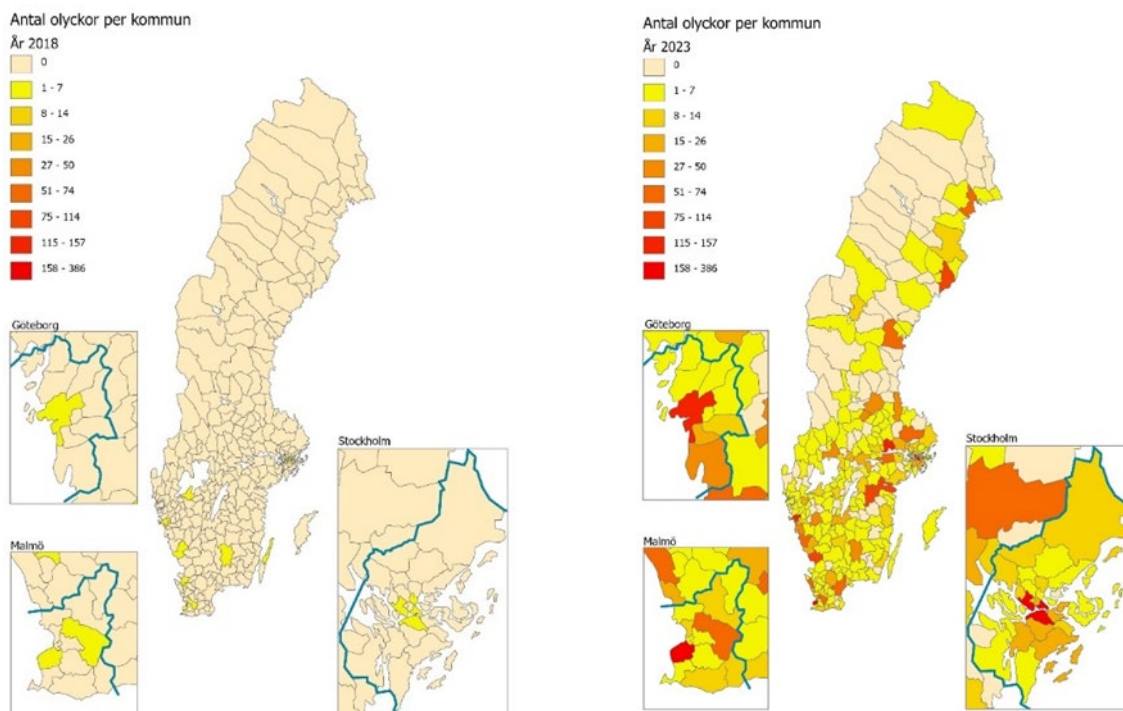 Antal olyckor per kommun
År 2018
0
1 - 7
8 - 14
15 - 26
27 - 50
51 - 74
75 - 114
115 - 157
158 - 386
Göteborg
Malmö
Stockholm
Antal olyckor per kommun
År 2023
0
1 - 7
8 - 14
15 - 26
27 - 50
51 - 74
75 - 114
115 - 157
158 - 386
Göteborg
Malmö
Stockholm